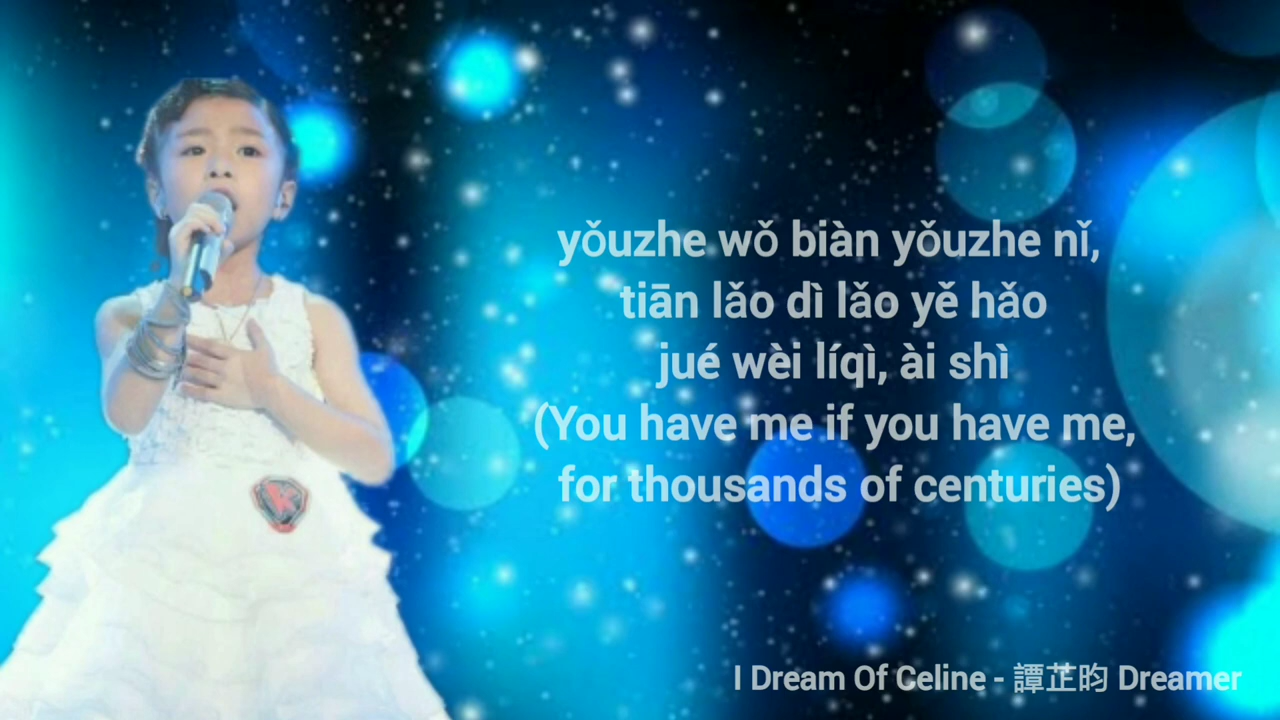 yǒuzhe wǒ biàn yǒuzhe nǐ,
tiān lǎo dì lǎo yě hǎo
jué wèi líqì, ài shì
(You have me if you have me,
for thousands of centuries)
I Dream Of Celine - 譚芷昀 Dreamer